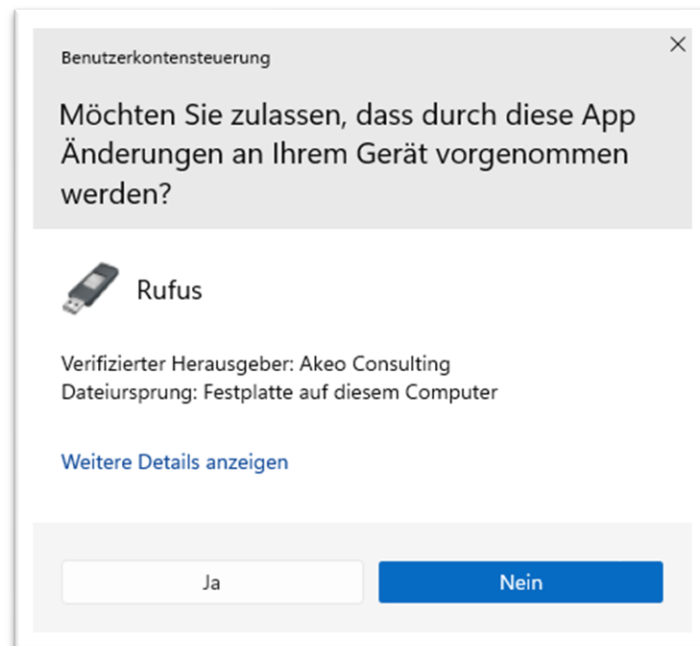 Benutzerkontensteuerung
Möchten Sie zulassen, dass durch diese App
Änderungen an Ihrem Gerät vorgenommen
werden?
Rufus
Verifizierter Herausgeber: Akeo Consulting
Dateiursprung: Festplatte auf diesem Computer
Weitere Details anzeigen
Ja
Nein